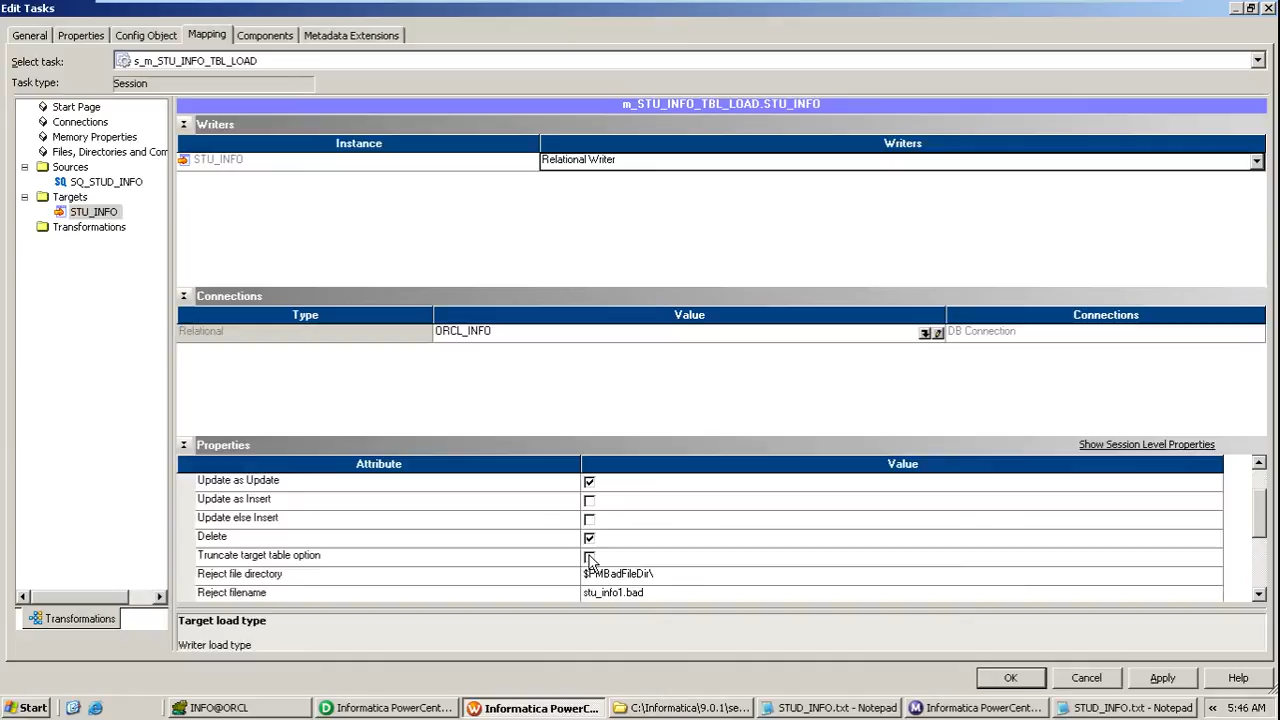 Edit Tasks
General Properties Config Object Mapping Components Metadata Extensions
Select task: s_m_STU_INFO_TBL_LOAD
Task type: Session
Start Page
Connections
Memory Properties
Files, Directories and Com
Sources
SQ_STUD_INFO
Targets
STU_INFO
Transformations
Transformations
m_STU_INFO_TBL_LOAD.STU_INFO
Writers
Instance Writers
STU_INFO Relational Writer
Connections
Type Value Connections
Relational ORCL_INFO DB Connection
Properties Show Session Level Properties
Attribute Value
Update as Update
Update as Insert
Update else Insert
Delete
Truncate target table option
Reject file directory $PMBadFileDir\
Reject filename stu_info1.bad
Target load type
Writer load type
OK Cancel Apply Help
Start INFO@ORCL Informatica PowerCent... Informatica PowerC... C:\Informatica\9.0.1\se... STUD_INFO.txt - Notepad Informatica PowerCent... STUD_INFO.txt - Notepad « 5:46 AM